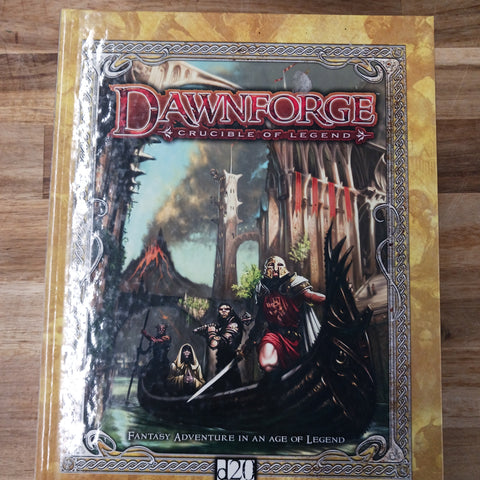 DAWNFORGE
CRUCIBLE OF LEGEND
FANTASY ADVENTURE IN AN AGE OF LEGEND
d20